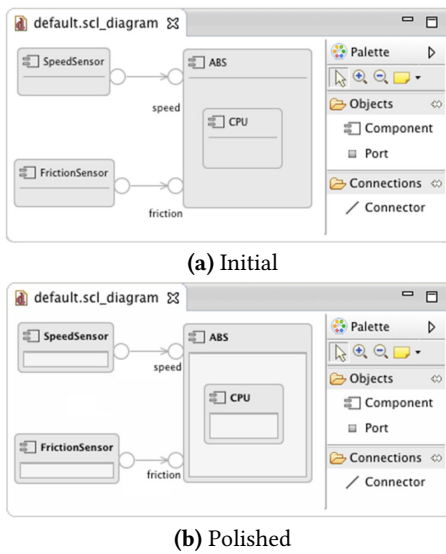 default.scl_diagram
SpeedSensor
ABS
speed
CPU
FrictionSensor
friction
Palette
Objects
Component
Port
Connections
Connector
(a) Initial
default.scl_diagram
SpeedSensor
ABS
speed
CPU
FrictionSensor
friction
Palette
Objects
Component
Port
Connections
Connector
(b) Polished